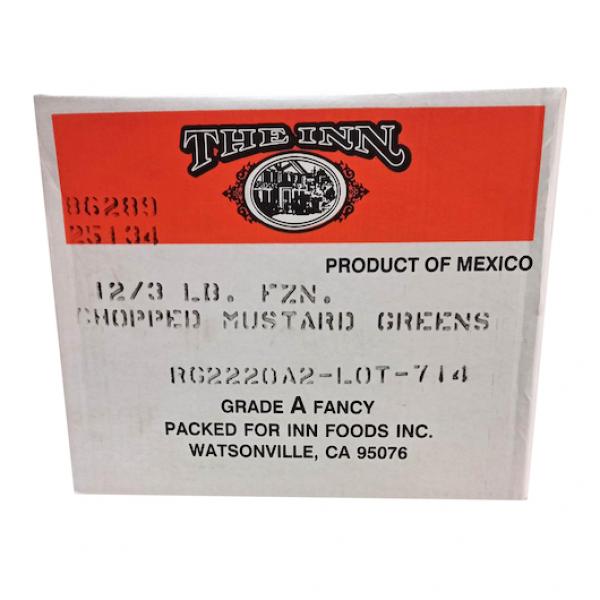 THE INN
86289
25134
PRODUCT OF MEXICO
12/3 LB. FZN.
CHOPPED MUSTARD GREENS
RG2220A2-LOT-714
GRADE A FANCY
PACKED FOR INN FOODS INC.
WATSONVILLE, CA 95076